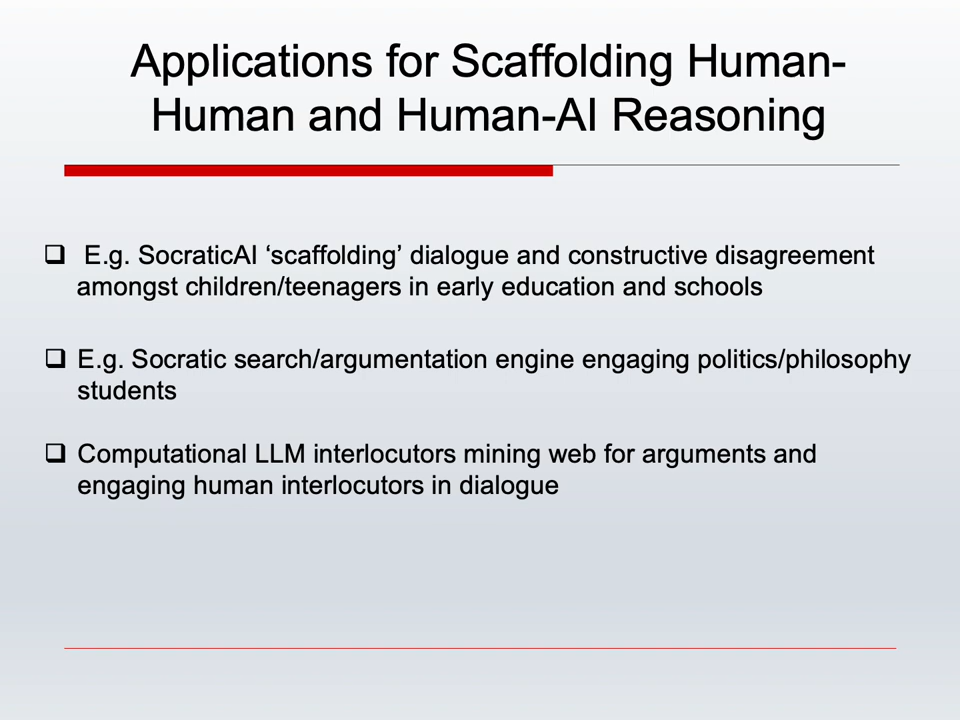 Applications for Scaffolding Human-
Human and Human-AI Reasoning
❑ E.g. SocraticAI ‘scaffolding’ dialogue and constructive disagreement
amongst children/teenagers in early education and schools
❑ E.g. Socratic search/argumentation engine engaging politics/philosophy
students
❑ Computational LLM interlocutors mining web for arguments and
engaging human interlocutors in dialogue